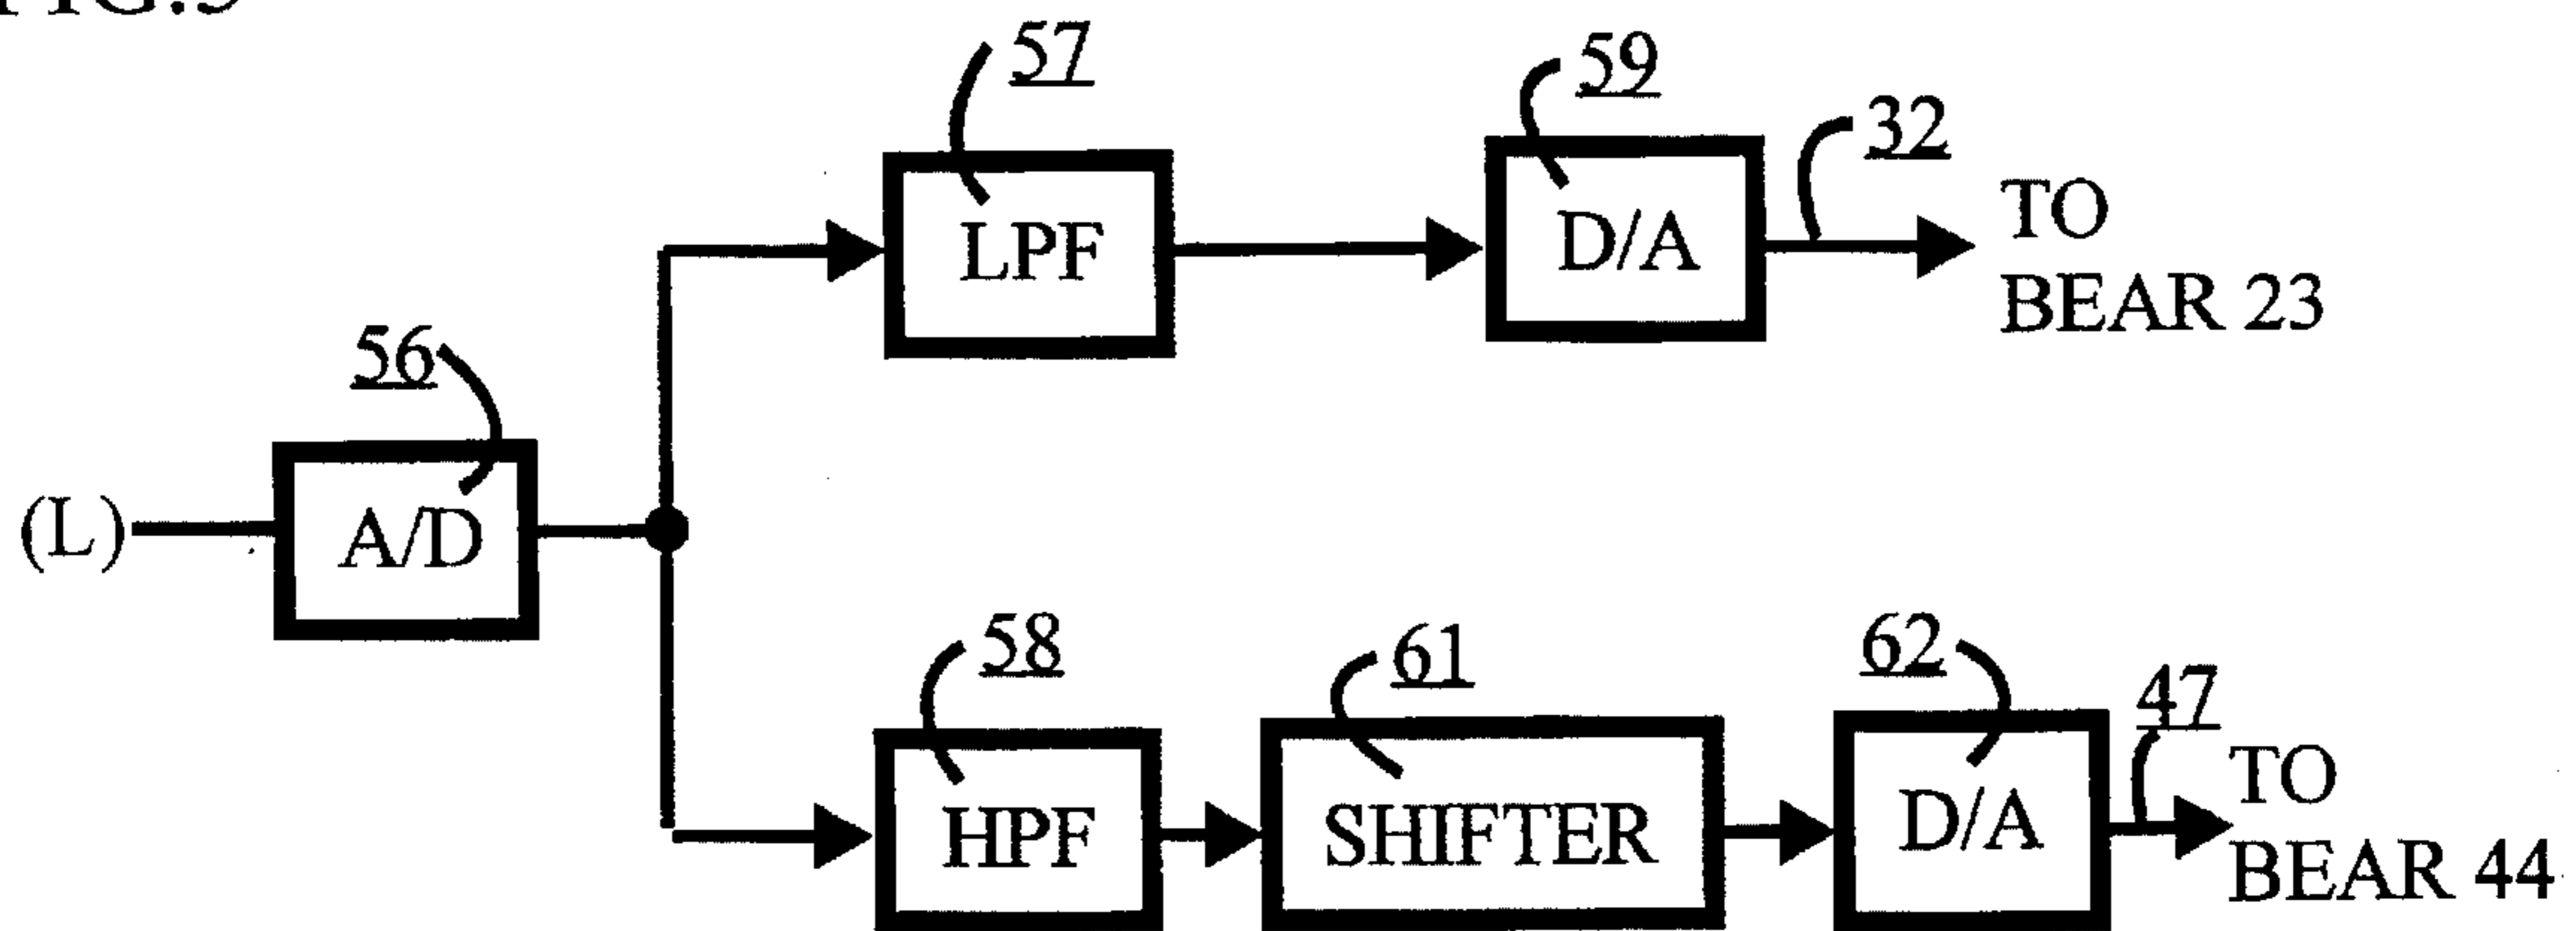 57
59
32
LPF
D/A
TO
BEAR 23
56
(L)
A/D
58
61
62
47
HPF
SHIFTER
D/A
TO
BEAR 44